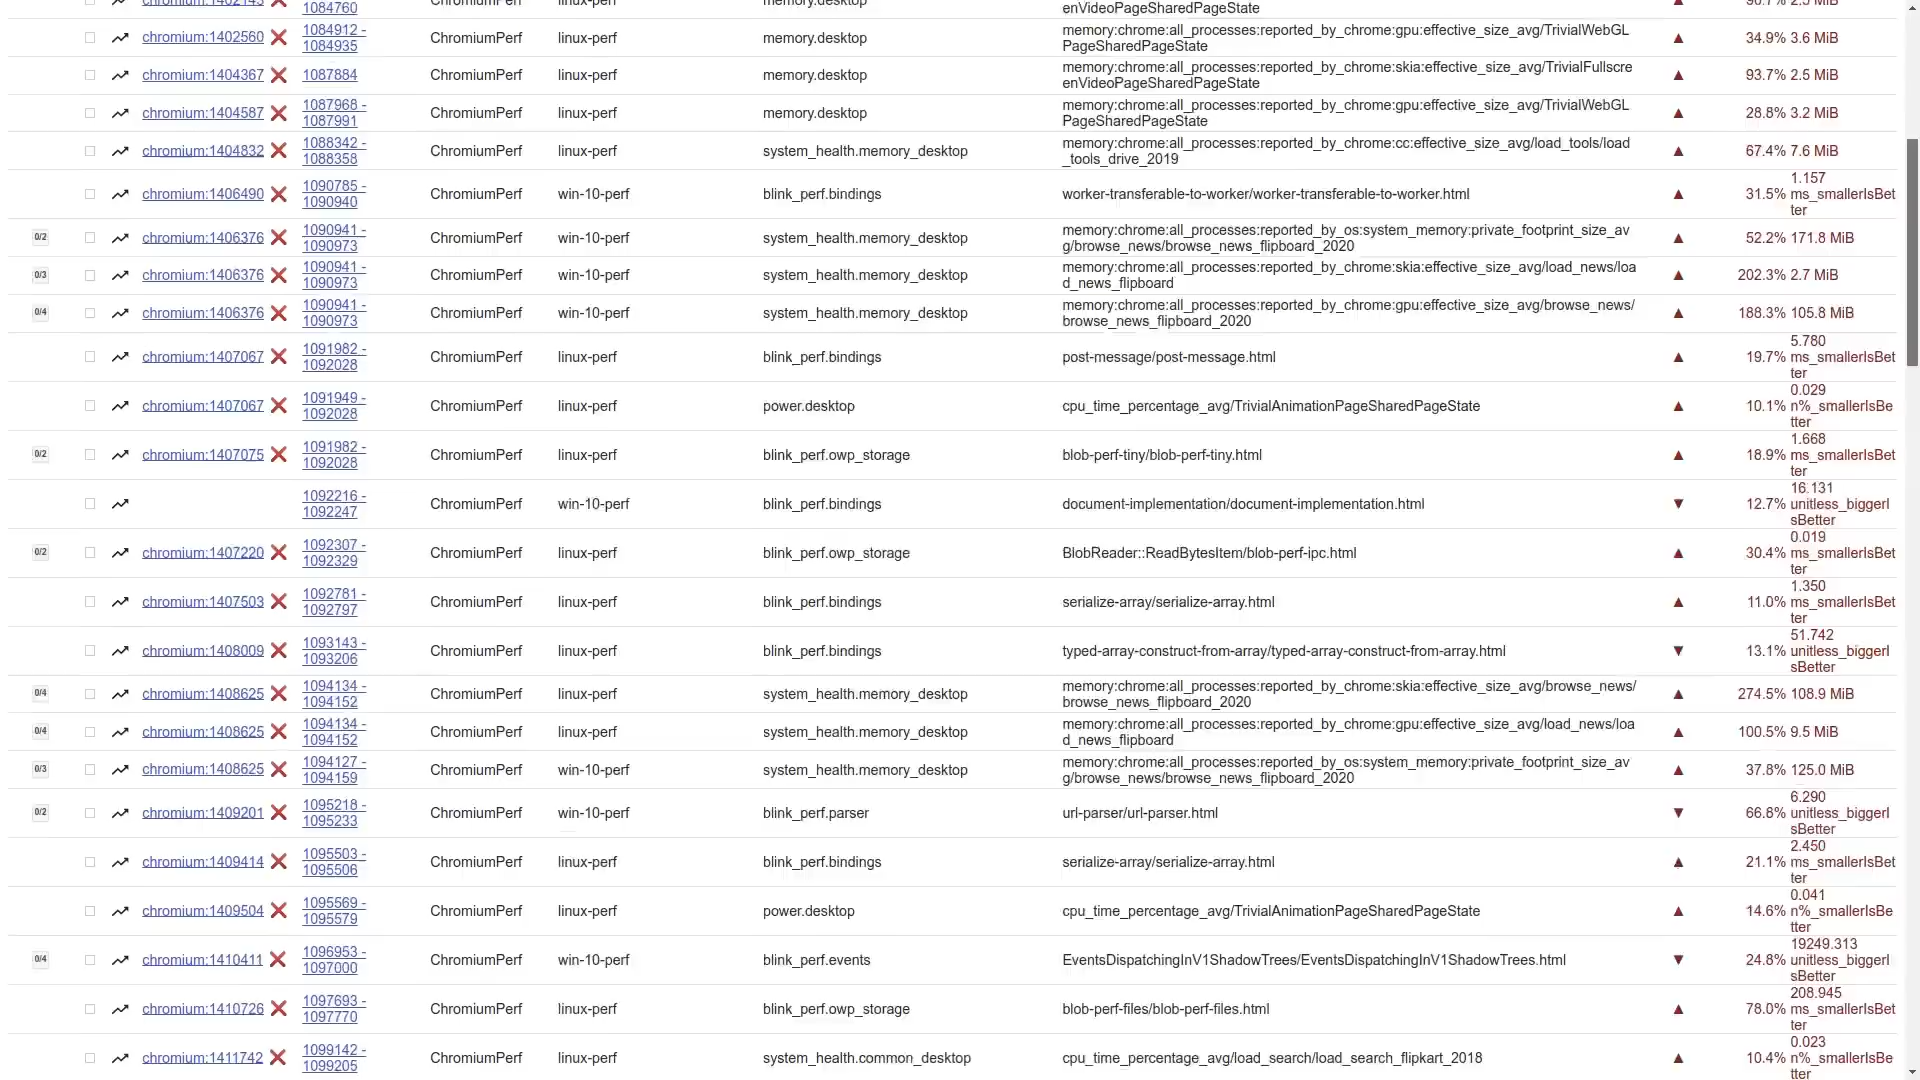 chromium:1402143 1084760 ChromiumPerf linux-perf memory.desktop enVideoPageSharedPageState 90.7% 2.5 MiB
chromium:1402560 1084912 - ChromiumPerf linux-perf memory.desktop memory:chrome:all_processes:reported_by_chrome:gpu:effective_size_avg/TrivialWebGL 34.9% 3.6 MiB
1084935 PageSharedPageState
chromium:1404367 1087884 ChromiumPerf linux-perf memory.desktop memory:chrome:all_processes:reported_by_chrome:skia:effective_size_avg/TrivialFullscre 93.7% 2.5 MiB
enVideoPageSharedPageState
chromium:1404587 1087968 - ChromiumPerf linux-perf memory.desktop memory:chrome:all_processes:reported_by_chrome:gpu:effective_size_avg/TrivialWebGL 28.8% 3.2 MiB
1087991 PageSharedPageState
chromium:1404832 1088342 - ChromiumPerf linux-perf system_health.memory_desktop memory:chrome:all_processes:reported_by_chrome:cc:effective_size_avg/load_tools/load 67.4% 7.6 MiB
1088358 _tools_drive_2019
chromium:1406490 1090785 - ChromiumPerf win-10-perf blink_perf.bindings worker-transferable-to-worker/worker-transferable-to-worker.html 31.5% 1.157
1090940 ms_smallerIsBet
ter
0/2 chromium:1406376 1090941 - ChromiumPerf win-10-perf system_health.memory_desktop memory:chrome:all_processes:reported_by_os:system_memory:private_footprint_size_av 52.2% 171.8 MiB
1090973 g/browse_news/browse_news_flipboard_2020
0/3 chromium:1406376 1090941 - ChromiumPerf win-10-perf system_health.memory_desktop memory:chrome:all_processes:reported_by_chrome:skia:effective_size_avg/load_news/loa 202.3% 2.7 MiB
1090973 d_news_flipboard
0/4 chromium:1406376 1090941 - ChromiumPerf win-10-perf system_health.memory_desktop memory:chrome:all_processes:reported_by_chrome:gpu:effective_size_avg/browse_news/ 188.3% 105.8 MiB
1090973 browse_news_flipboard_2020
chromium:1407067 1091982 - ChromiumPerf linux-perf blink_perf.bindings post-message/post-message.html 19.7% 5.780
1092028 ms_smallerIsBet
ter
chromium:1407067 1091949 - ChromiumPerf linux-perf power.desktop cpu_time_percentage_avg/TrivialAnimationPageSharedPageState 10.1% 0.029
1092028 n%_smallerIsBe
tter
0/2 chromium:1407075 1091982 - ChromiumPerf linux-perf blink_perf.owp_storage blob-perf-tiny/blob-perf-tiny.html 18.9% 1.668
1092028 ms_smallerIsBet
ter
1092216 - ChromiumPerf win-10-perf blink_perf.bindings document-implementation/document-implementation.html 12.7% 16.131
1092247 unitless_biggerI
sBetter
0/2 chromium:1407220 1092307 - ChromiumPerf linux-perf blink_perf.owp_storage BlobReader::ReadBytesItem/blob-perf-ipc.html 30.4% 0.019
1092329 ms_smallerIsBet
ter
chromium:1407503 1092781 - ChromiumPerf linux-perf blink_perf.bindings serialize-array/serialize-array.html 11.0% 1.350
1092797 ms_smallerIsBet
ter
chromium:1408009 1093143 - ChromiumPerf linux-perf blink_perf.bindings typed-array-construct-from-array/typed-array-construct-from-array.html 13.1% 51.742
1093206 unitless_biggerI
sBetter
0/4 chromium:1408625 1094134 - ChromiumPerf linux-perf system_health.memory_desktop memory:chrome:all_processes:reported_by_chrome:skia:effective_size_avg/browse_news/ 274.5% 108.9 MiB
1094152 browse_news_flipboard_2020
0/4 chromium:1408625 1094134 - ChromiumPerf linux-perf system_health.memory_desktop memory:chrome:all_processes:reported_by_chrome:gpu:effective_size_avg/load_news/loa 100.5% 9.5 MiB
1094152 d_news_flipboard
0/3 chromium:1408625 1094127 - ChromiumPerf win-10-perf system_health.memory_desktop memory:chrome:all_processes:reported_by_os:system_memory:private_footprint_size_av 37.8% 125.0 MiB
1094159 g/browse_news/browse_news_flipboard_2020
0/2 chromium:1409201 1095218 - ChromiumPerf win-10-perf blink_perf.parser url-parser/url-parser.html 66.8% 6.290
1095233 unitless_biggerI
sBetter
chromium:1409414 1095503 - ChromiumPerf linux-perf blink_perf.bindings serialize-array/serialize-array.html 21.1% 2.450
1095506 ms_smallerIsBet
ter
chromium:1409504 1095569 - ChromiumPerf linux-perf power.desktop cpu_time_percentage_avg/TrivialAnimationPageSharedPageState 14.6% 0.041
1095579 n%_smallerIsBe
tter
0/4 chromium:1410411 1096953 - ChromiumPerf win-10-perf blink_perf.events EventsDispatchingInV1ShadowTrees/EventsDispatchingInV1ShadowTrees.html 24.8% 19249.313
1097000 unitless_biggerI
sBetter
chromium:1410726 1097693 - ChromiumPerf linux-perf blink_perf.owp_storage blob-perf-files/blob-perf-files.html 78.0% 208.945
1097770 ms_smallerIsBet
ter
chromium:1411742 1099142 - ChromiumPerf linux-perf system_health.common_desktop cpu_time_percentage_avg/load_search/load_search_flipkart_2018 10.4% 0.023
1099205 n%_smallerIsBe
tter